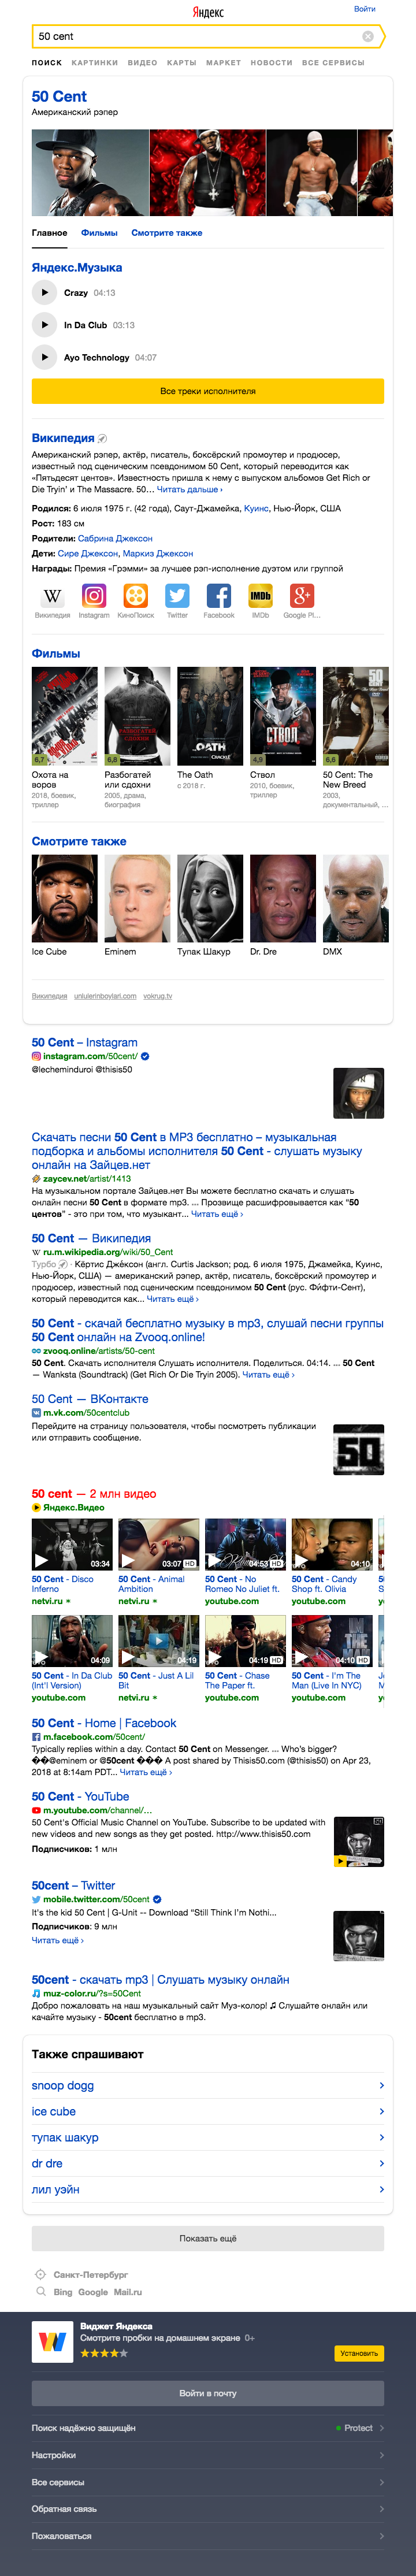 Яндекс
Войти
50 cent
ПОИСК КАРТИНКИ ВИДЕО КАРТЫ МАРКЕТ НОВОСТИ ВСЕ СЕРВИСЫ
50 Cent
Американский рэпер
Главное Фильмы Смотрите также
Яндекс.Музыка
Crazy 04:13
In Da Club 03:13
Ayo Technology 04:07
Все треки исполнителя
Википедия
Американский рэпер, актёр, писатель, боксёрский промоутер и продюсер,
известный под сценическим псевдонимом 50 Cent, который переводится как
«Пятьдесят центов». Известность пришла к нему с выпуском альбомов Get Rich or
Die Tryin' и The Massacre. 50… Читать дальше ›
Родился: 6 июля 1975 г. (42 года), Саут-Джамейка, Куинс, Нью-Йорк, США
Рост: 183 см
Родители: Сабрина Джексон
Дети: Сире Джексон, Маркиз Джексон
Награды: Премия «Грэмми» за лучшее рэп-исполнение дуэтом или группой
Википедия Instagram КиноПоиск Twitter Facebook IMDb Google Pl…
Фильмы
6,7 6,8 4,9 6,6
РАЗБОГАТЕЙ
ИЛИ СДОХНИ
OATH
CRACKLE
СТВОЛ
50
Охота на
воров
2018, боевик,
триллер
Разбогатей
или сдохни
2005, драма,
биография
The Oath
с 2018 г.
Ствол
2010, боевик,
триллер
50 Cent: The
New Breed
2003,
документальный, …
Смотрите также
Ice Cube Eminem Тупак Шакур Dr. Dre DMX
Википедия unlulerinboylari.com vokrug.tv
50 Cent – Instagram
instagram.com/50cent/
@lecheminduroi @thisis50
Скачать песни 50 Cent в MP3 бесплатно – музыкальная
подборка и альбомы исполнителя 50 Cent - слушать музыку
онлайн на Зайцев.нет
zaycev.net/artist/1413
На музыкальном портале Зайцев.нет Вы можете бесплатно скачать и слушать
онлайн песни 50 Cent в формате mp3. ... Прозвище расшифровывается как "50
центов" - это при том, что музыкант... Читать ещё ›
50 Cent — Википедия
ru.m.wikipedia.org/wiki/50_Cent
Турбо · Кёртис Дже́ксон (англ. Curtis Jackson; род. 6 июля 1975, Джамейка, Куинс,
Нью-Йорк, США) — американский рэпер, актёр, писатель, боксёрский промоутер и
продюсер, известный под сценическим псевдонимом 50 Cent (рус. Фифти-Сент),
который переводится как... Читать ещё ›
50 Cent - скачай бесплатно музыку в mp3, слушай песни группы
50 Cent онлайн на Zvooq.online!
zvooq.online/artists/50-cent
50 Cent. Скачать исполнителя Слушать исполнителя. Поделиться. 04:14. ... 50 Cent
— Wanksta (Soundtrack) (Get Rich Or Die Tryin 2005). Читать ещё ›
50 Cent — ВКонтакте
m.vk.com/50centclub
Перейдите на страницу пользователя, чтобы посмотреть публикации
или отправить сообщение.
50
50 cent — 2 млн видео
Яндекс.Видео
03:34 03:07 HD 04:53 HD 04:10
50 Cent - Disco
Inferno
netvi.ru
50 Cent - Animal
Ambition
netvi.ru
50 Cent - No
Romeo No Juliet ft.
youtube.com
50 Cent - Candy
Shop ft. Olivia
youtube.com
04:09 04:19 04:19 HD 04:10 HD
50 Cent - In Da Club
(Int'l Version)
youtube.com
50 Cent - Just A Lil
Bit
netvi.ru
50 Cent - Chase
The Paper ft.
youtube.com
50 Cent - I'm The
Man (Live In NYC)
youtube.com
50 Cent - Home | Facebook
m.facebook.com/50cent/
Typically replies within a day. Contact 50 Cent on Messenger. ... Who's bigger?
��@eminem or @50cent ��� A post shared by Thisis50.com (@thisis50) on Apr 23,
2018 at 8:14am PDT... Читать ещё ›
50 Cent - YouTube
m.youtube.com/channel/…
50 Cent's Official Music Channel on YouTube. Subscribe to be updated with
new videos and new songs as they get posted. http://www.thisis50.com
Подписчиков: 1 млн
50cent – Twitter
mobile.twitter.com/50cent
It's the kid 50 Cent | G-Unit -- Download "Still Think I'm Nothi...
Подписчиков: 9 млн
Читать ещё ›
50cent - скачать mp3 | Слушать музыку онлайн
muz-color.ru/?s=50Cent
Добро пожаловать на наш музыкальный сайт Муз-колор! ♫ Слушайте онлайн или
качайте музыку - 50cent бесплатно в mp3.
Также спрашивают
snoop dogg
ice cube
тупак шакур
dr dre
лил уэйн
Показать ещё
Санкт-Петербург
Bing Google Mail.ru
Виджет Яндекса
Смотрите пробки на домашнем экране 0+
Установить
Войти в почту
Поиск надёжно защищён Protect
Настройки
Все сервисы
Обратная связь
Пожаловаться